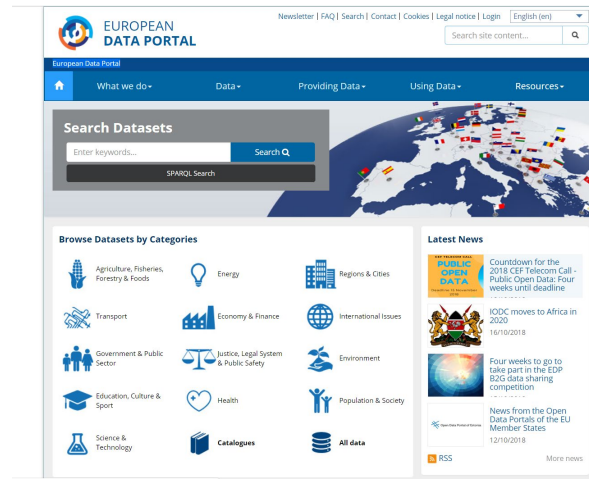 Newsletter | FAQ | Search | Contact | Cookies | Legal notice | Login
English (en)
EUROPEAN
DATA PORTAL
Search site content...
European Data Portal
What we do
Data
Providing Data
Using Data
Resources
Search Datasets
Enter keywords...
Search
SPARQL Search
Browse Datasets by Categories
Agriculture, Fisheries,
Forestry & Foods
Energy
Regions & Cities
Transport
Economy & Finance
International Issues
Government & Public
Sector
Justice, Legal System
& Public Safety
Environment
Education, Culture &
Sport
Health
Population & Society
Science &
Technology
Catalogues
All data
Latest News
CEF TELECOM CALL
PUBLIC
OPEN
DATA
Countdown for the
2018 CEF Telecom Call -
Public Open Data: Four
weeks until deadline
IODC moves to Africa in
2020
16/10/2018
Four weeks to go to
take part in the EDP
B2G data sharing
competition
News from the Open
Data Portals of the EU
Member States
12/10/2018
RSS
More news